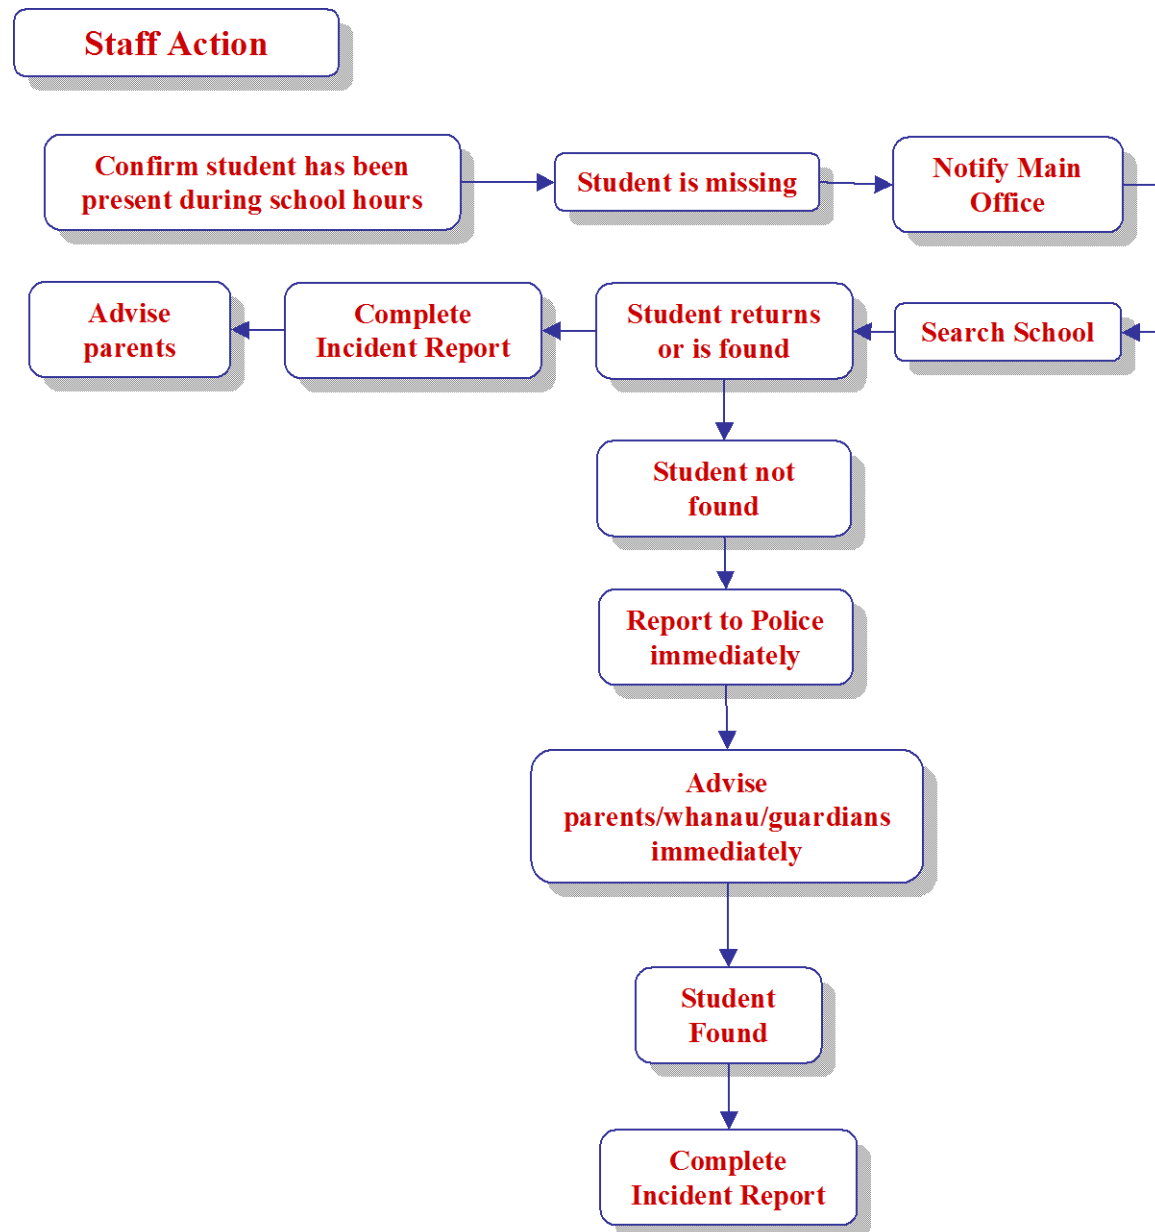 Staff Action
Confirm student has been
present during school hours
Student is missing
Notify Main
Office
Advise
parents
Complete
Incident Report
Student returns
or is found
Search School
Student not
found
Report to Police
immediately
Advise
parents/whanau/guardians
immediately
Student
Found
Complete
Incident Report